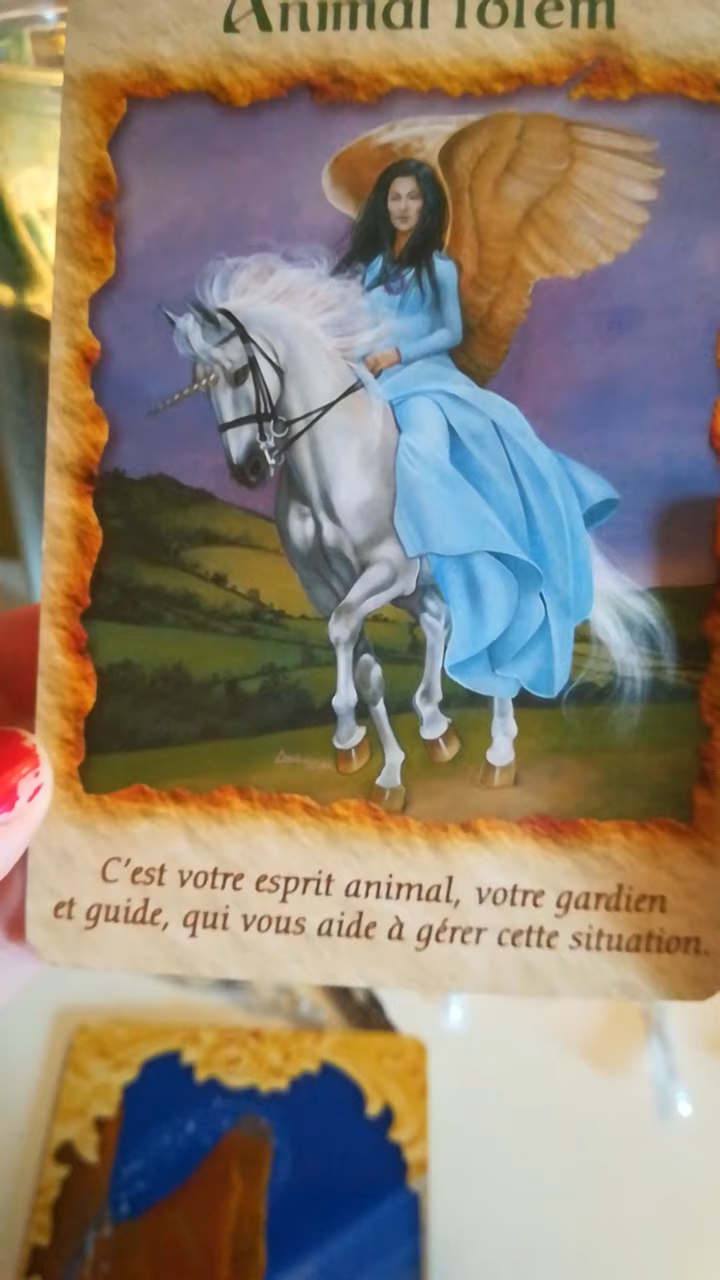 Animal totem
C'est votre esprit animal, votre gardien
et guide, qui vous aide à gérer cette situation.